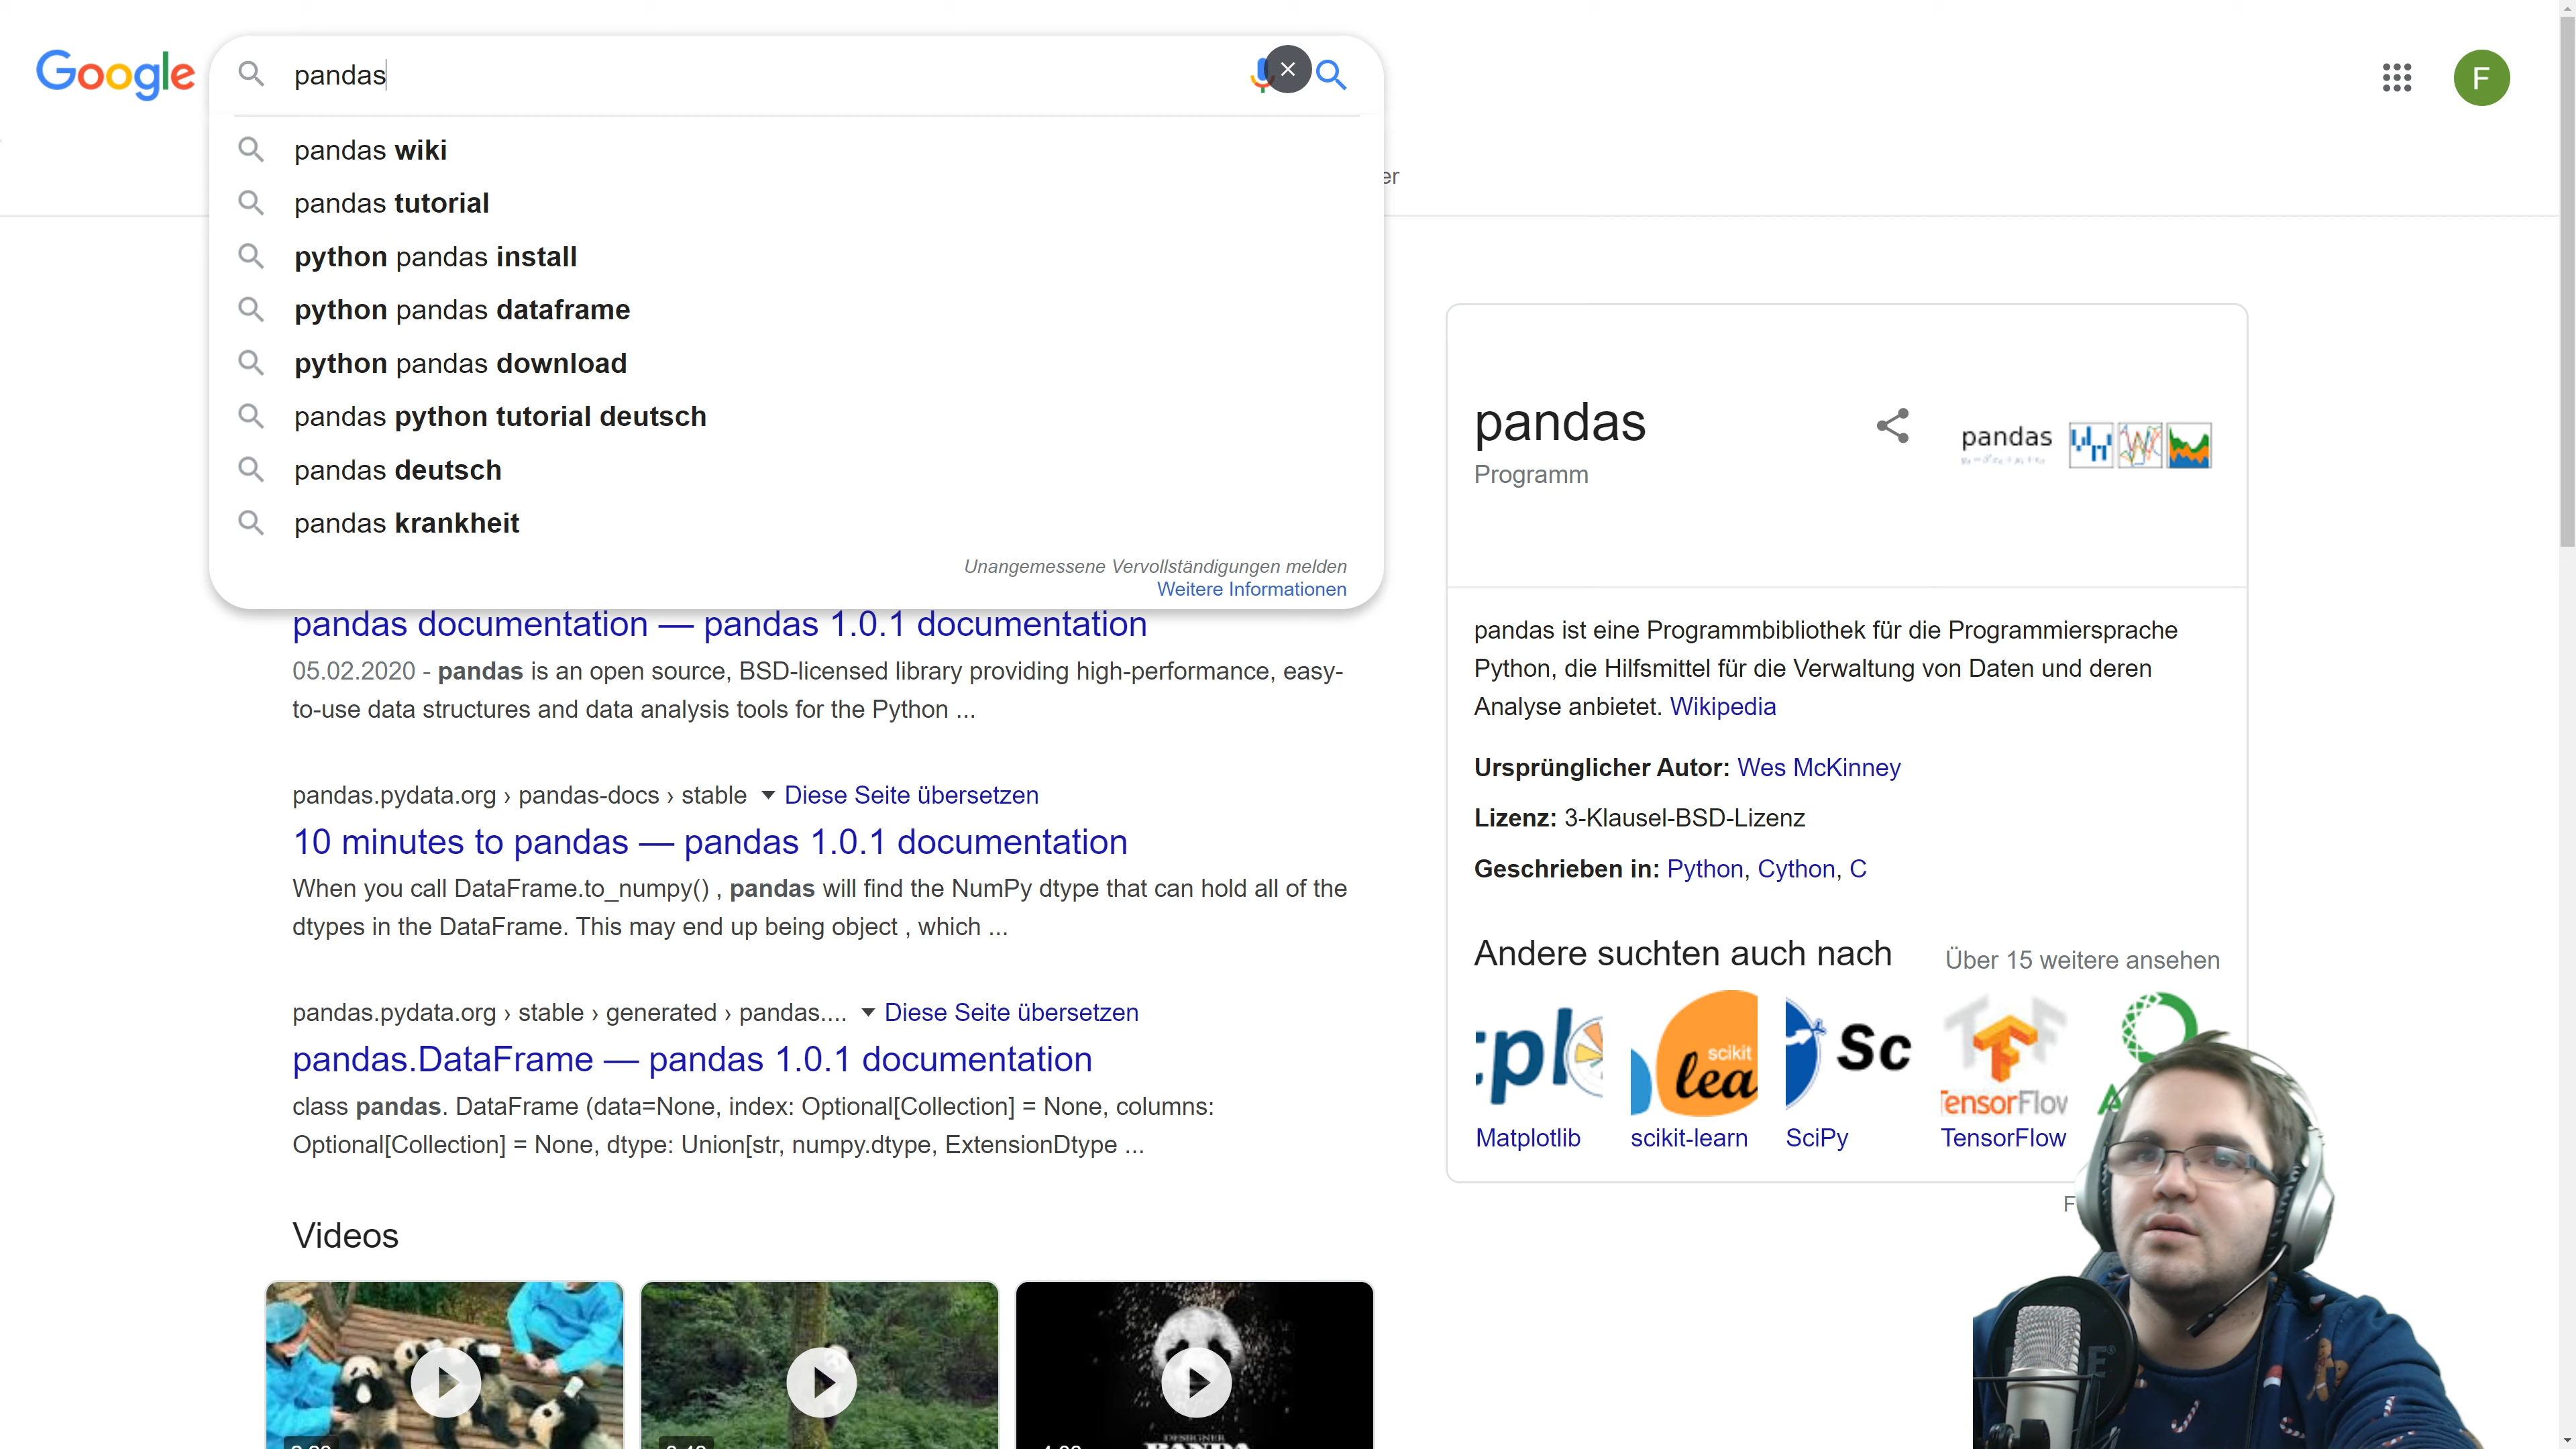 Google
pandas
F
pandas wiki
er
pandas tutorial
python pandas install
python pandas dataframe
python pandas download
pandas python tutorial deutsch
pandas deutsch
pandas krankheit
Unangemessene Vervollständigungen melden
Weitere Informationen
pandas documentation — pandas 1.0.1 documentation
05.02.2020 - pandas is an open source, BSD-licensed library providing high-performance, easy-
to-use data structures and data analysis tools for the Python ...
pandas.pydata.org › pandas-docs › stable ▼ Diese Seite übersetzen
10 minutes to pandas — pandas 1.0.1 documentation
When you call DataFrame.to_numpy() , pandas will find the NumPy dtype that can hold all of the
dtypes in the DataFrame. This may end up being object , which ...
pandas.pydata.org › stable › generated › pandas.... ▼ Diese Seite übersetzen
pandas.DataFrame — pandas 1.0.1 documentation
class pandas. DataFrame (data=None, index: Optional[Collection] = None, columns:
Optional[Collection] = None, dtype: Union[str, numpy.dtype, ExtensionDtype ...
Videos
DESIGNER
PANDA
pandas
Programm
pandas
pandas ist eine Programmbibliothek für die Programmiersprache
Python, die Hilfsmittel für die Verwaltung von Daten und deren
Analyse anbietet. Wikipedia
Ursprünglicher Autor: Wes McKinney
Lizenz: 3-Klausel-BSD-Lizenz
Geschrieben in: Python, Cython, C
Andere suchten auch nach
Über 15 weitere ansehen
tpl
scikit
lea
Sc
TensorFlow
Matplotlib
scikit-learn
SciPy
TensorFlow
F